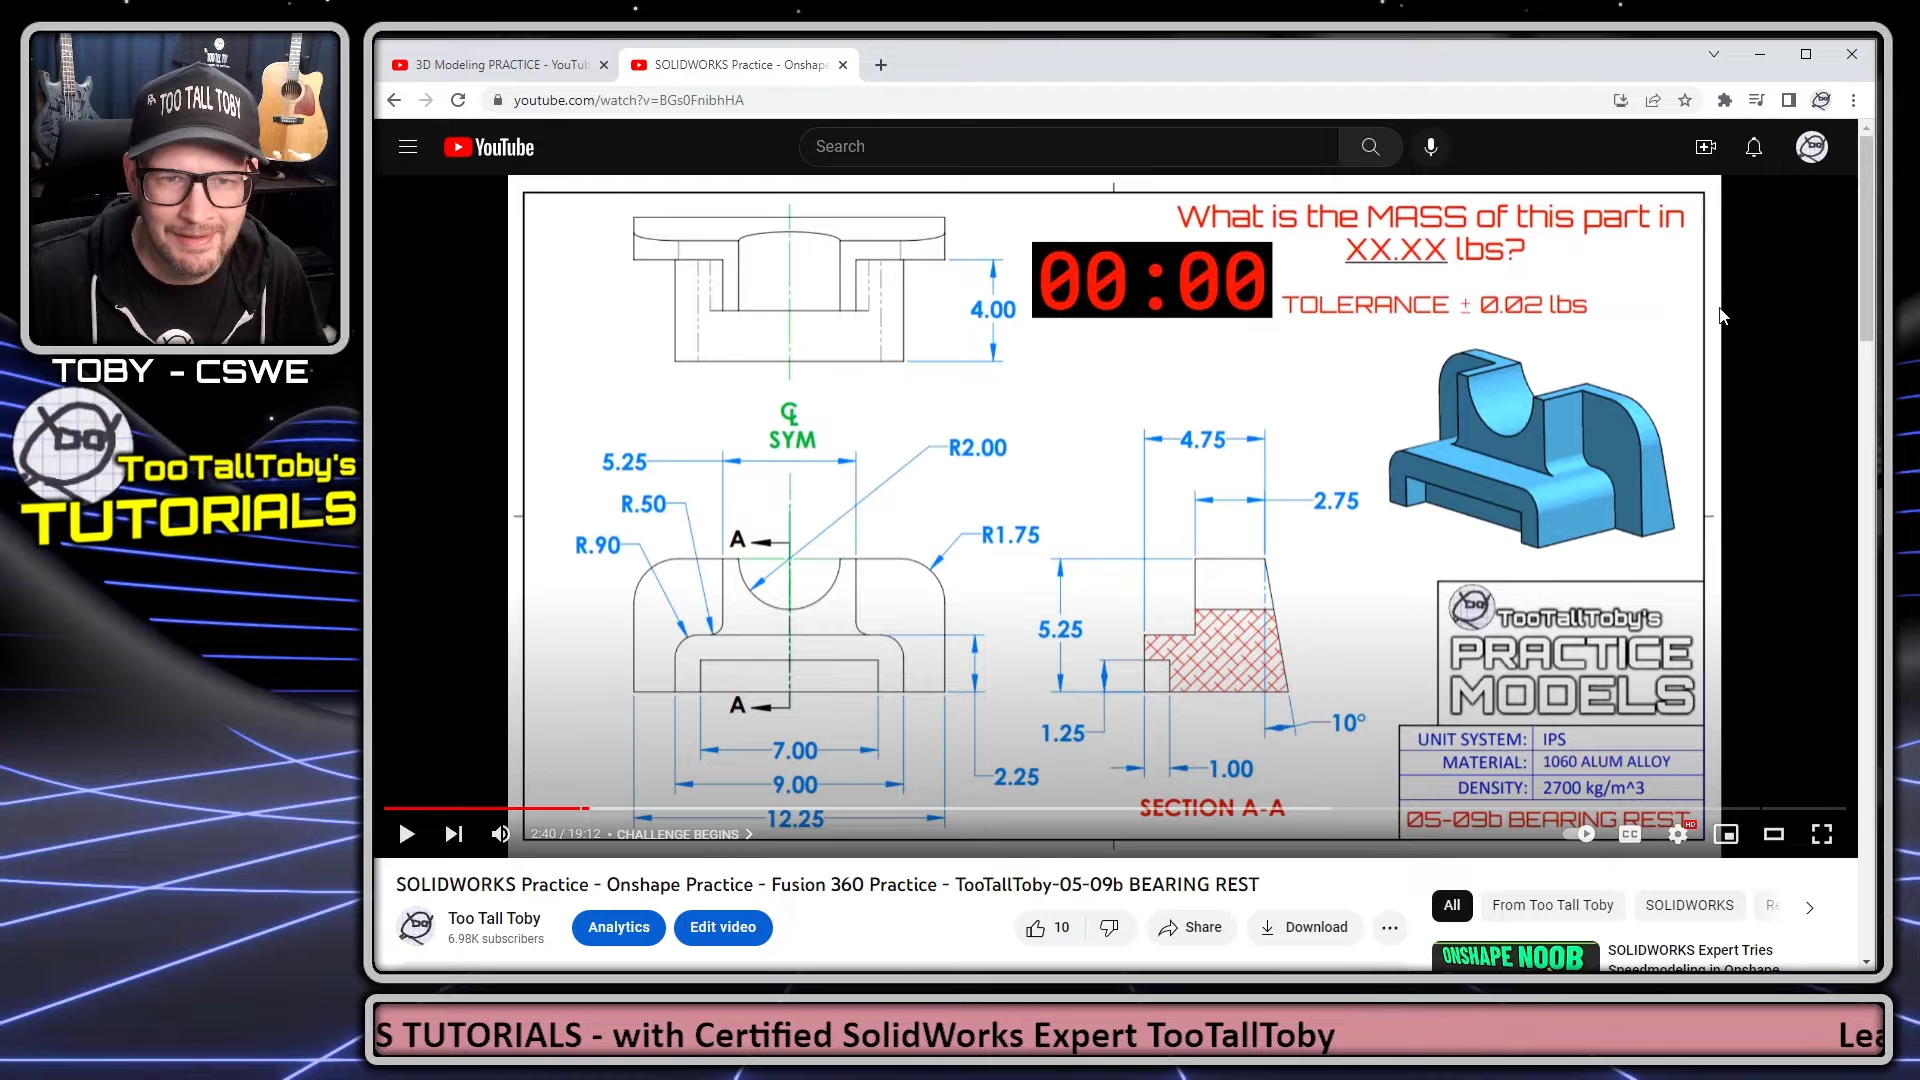 TOO TALL TOBY
TOBY - CSWE
TooTallToby's
TUTORIALS
3D Modeling PRACTICE - YouTub
SOLIDWORKS Practice - Onshape
youtube.com/watch?v=BGs0FnibhHA
YouTube
Search
What is the MASS of this part in
XX.XX lbs?
00:00
TOLERANCE ± 0.02 lbs
4.00
℄
SYM
5.25
R2.00
R.50
R.90
A
R1.75
A
7.00
9.00
12.25
2.25
4.75
2.75
5.25
1.25
10°
1.00
SECTION A-A
TooTallToby's
PRACTICE
MODELS
UNIT SYSTEM: IPS
MATERIAL: 1060 ALUM ALLOY
DENSITY: 2700 kg/m^3
05-09b BEARING REST
2:40 / 19:12 • CHALLENGE BEGINS
CC
HD
SOLIDWORKS Practice - Onshape Practice - Fusion 360 Practice - TooTallToby-05-09b BEARING REST
Too Tall Toby
6.98K subscribers
Analytics
Edit video
10
Share
Download
All
From Too Tall Toby
SOLIDWORKS
Re
ONSHAPE NOOB
SOLIDWORKS Expert Tries
Speedmodeling in Onshape
S TUTORIALS - with Certified SolidWorks Expert TooTallToby
Lea